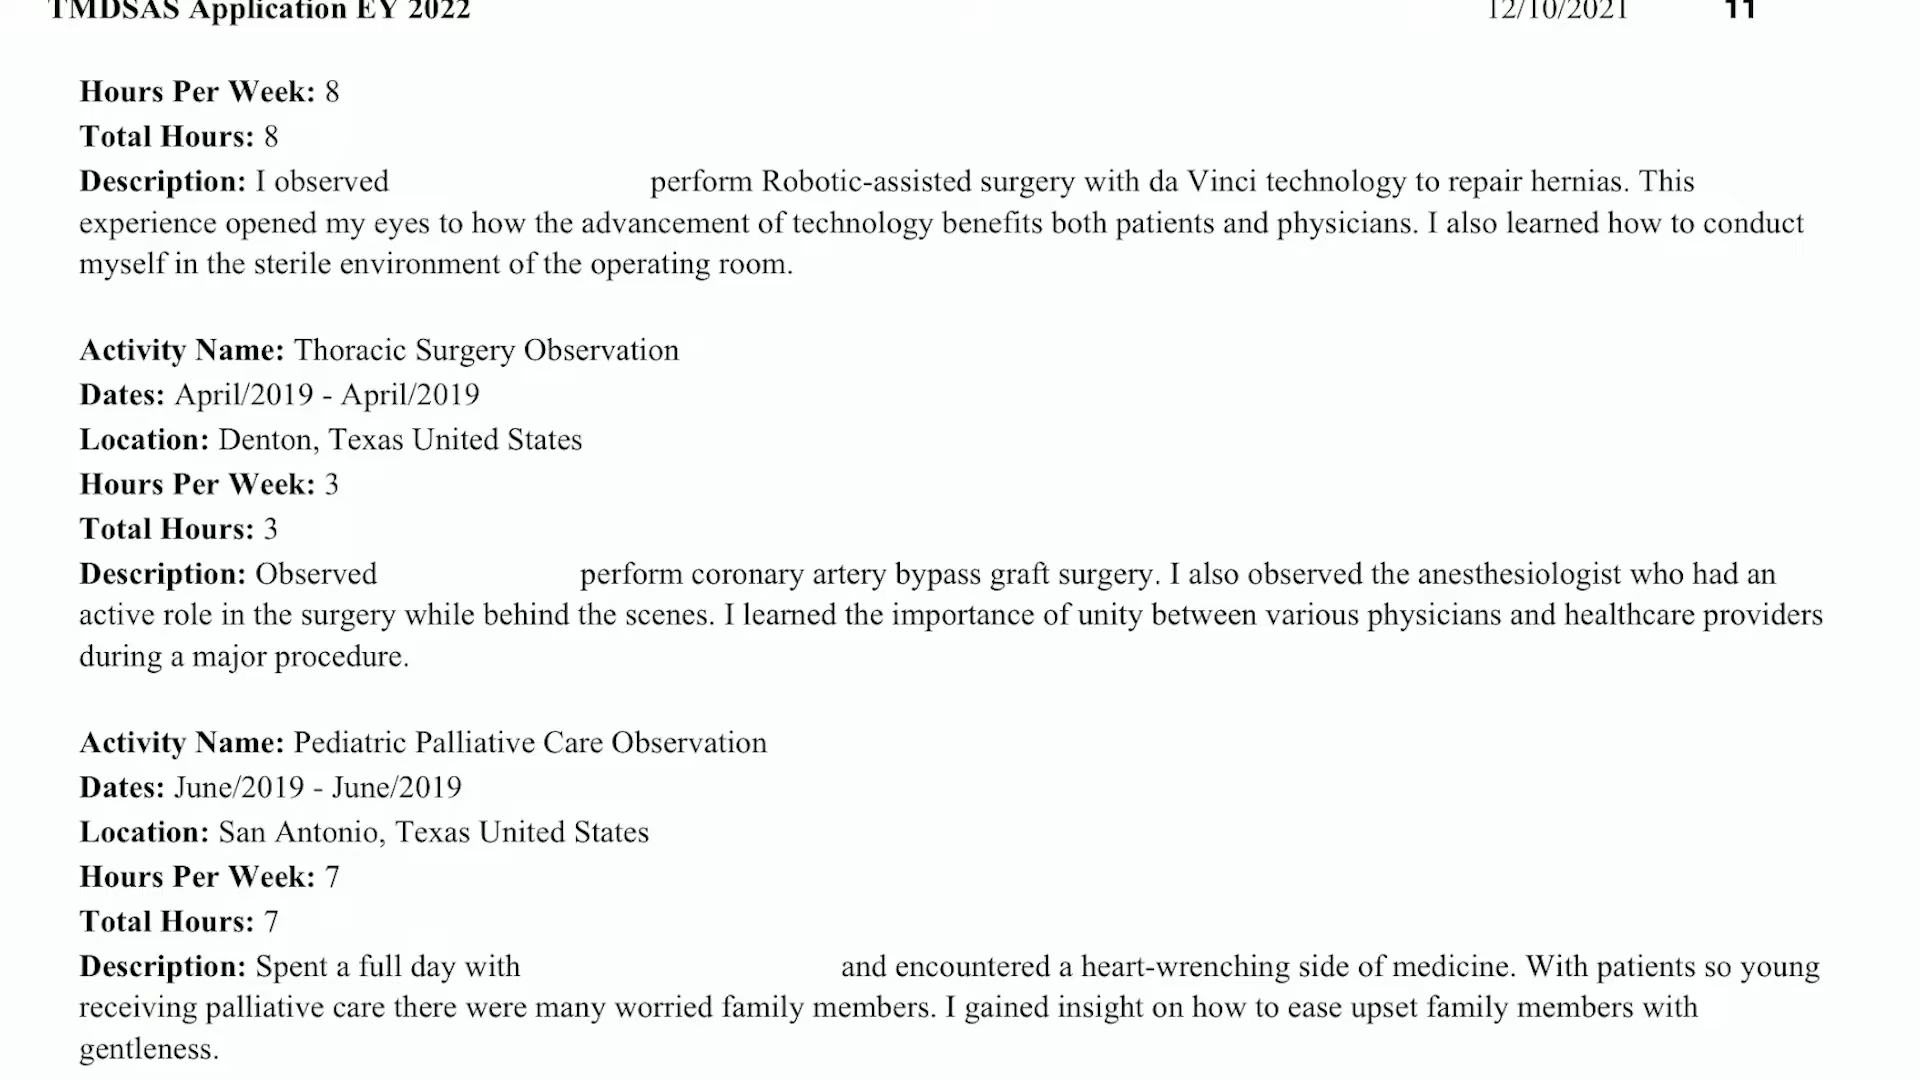 TMDSAS Application EY 2022 12/10/2021 11
Hours Per Week: 8
Total Hours: 8
Description: I observed perform Robotic-assisted surgery with da Vinci technology to repair hernias. This
experience opened my eyes to how the advancement of technology benefits both patients and physicians. I also learned how to conduct
myself in the sterile environment of the operating room.
Activity Name: Thoracic Surgery Observation
Dates: April/2019 - April/2019
Location: Denton, Texas United States
Hours Per Week: 3
Total Hours: 3
Description: Observed perform coronary artery bypass graft surgery. I also observed the anesthesiologist who had an
active role in the surgery while behind the scenes. I learned the importance of unity between various physicians and healthcare providers
during a major procedure.
Activity Name: Pediatric Palliative Care Observation
Dates: June/2019 - June/2019
Location: San Antonio, Texas United States
Hours Per Week: 7
Total Hours: 7
Description: Spent a full day with and encountered a heart-wrenching side of medicine. With patients so young
receiving palliative care there were many worried family members. I gained insight on how to ease upset family members with
gentleness.